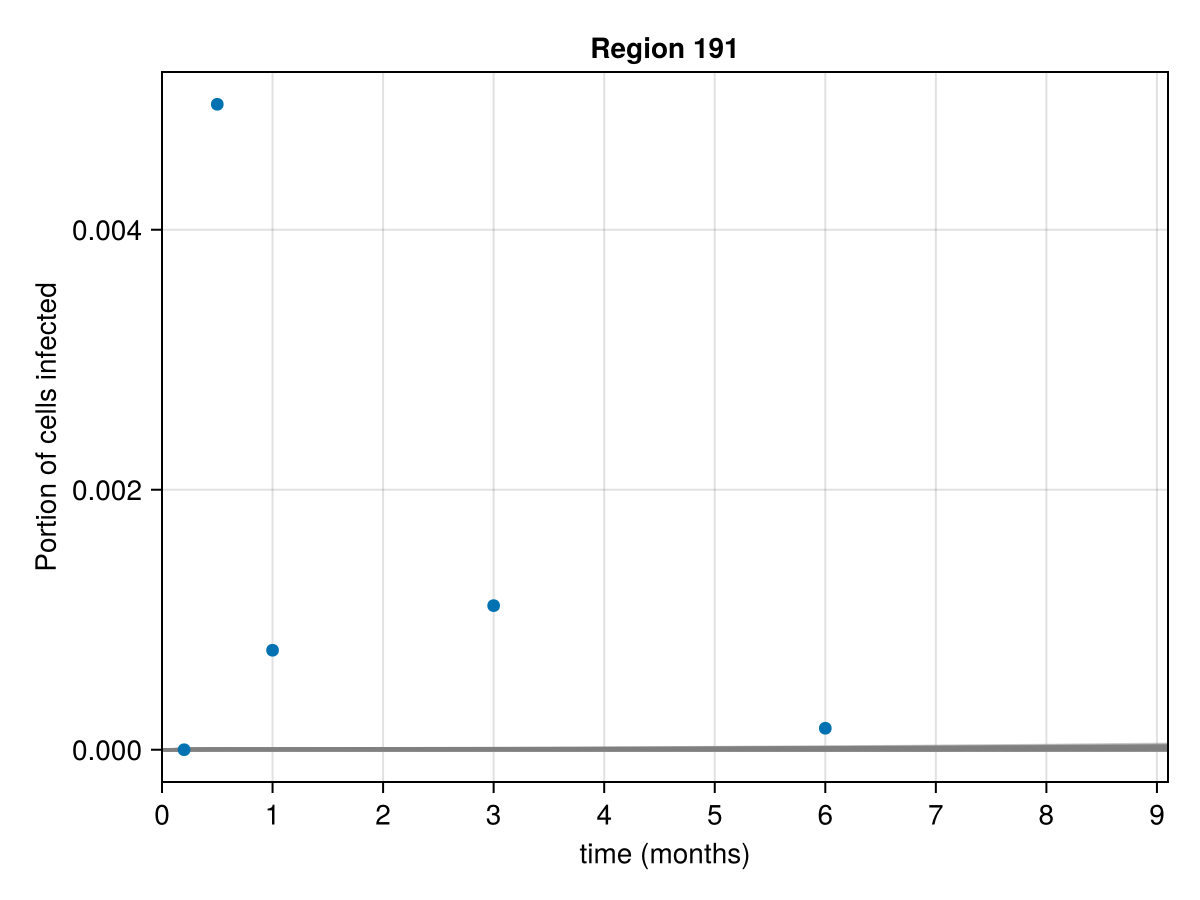 Region 191
Portion of cells infected
0.004
0.002
0.000
0 1 2 3 4 5 6 7 8 9
time (months)